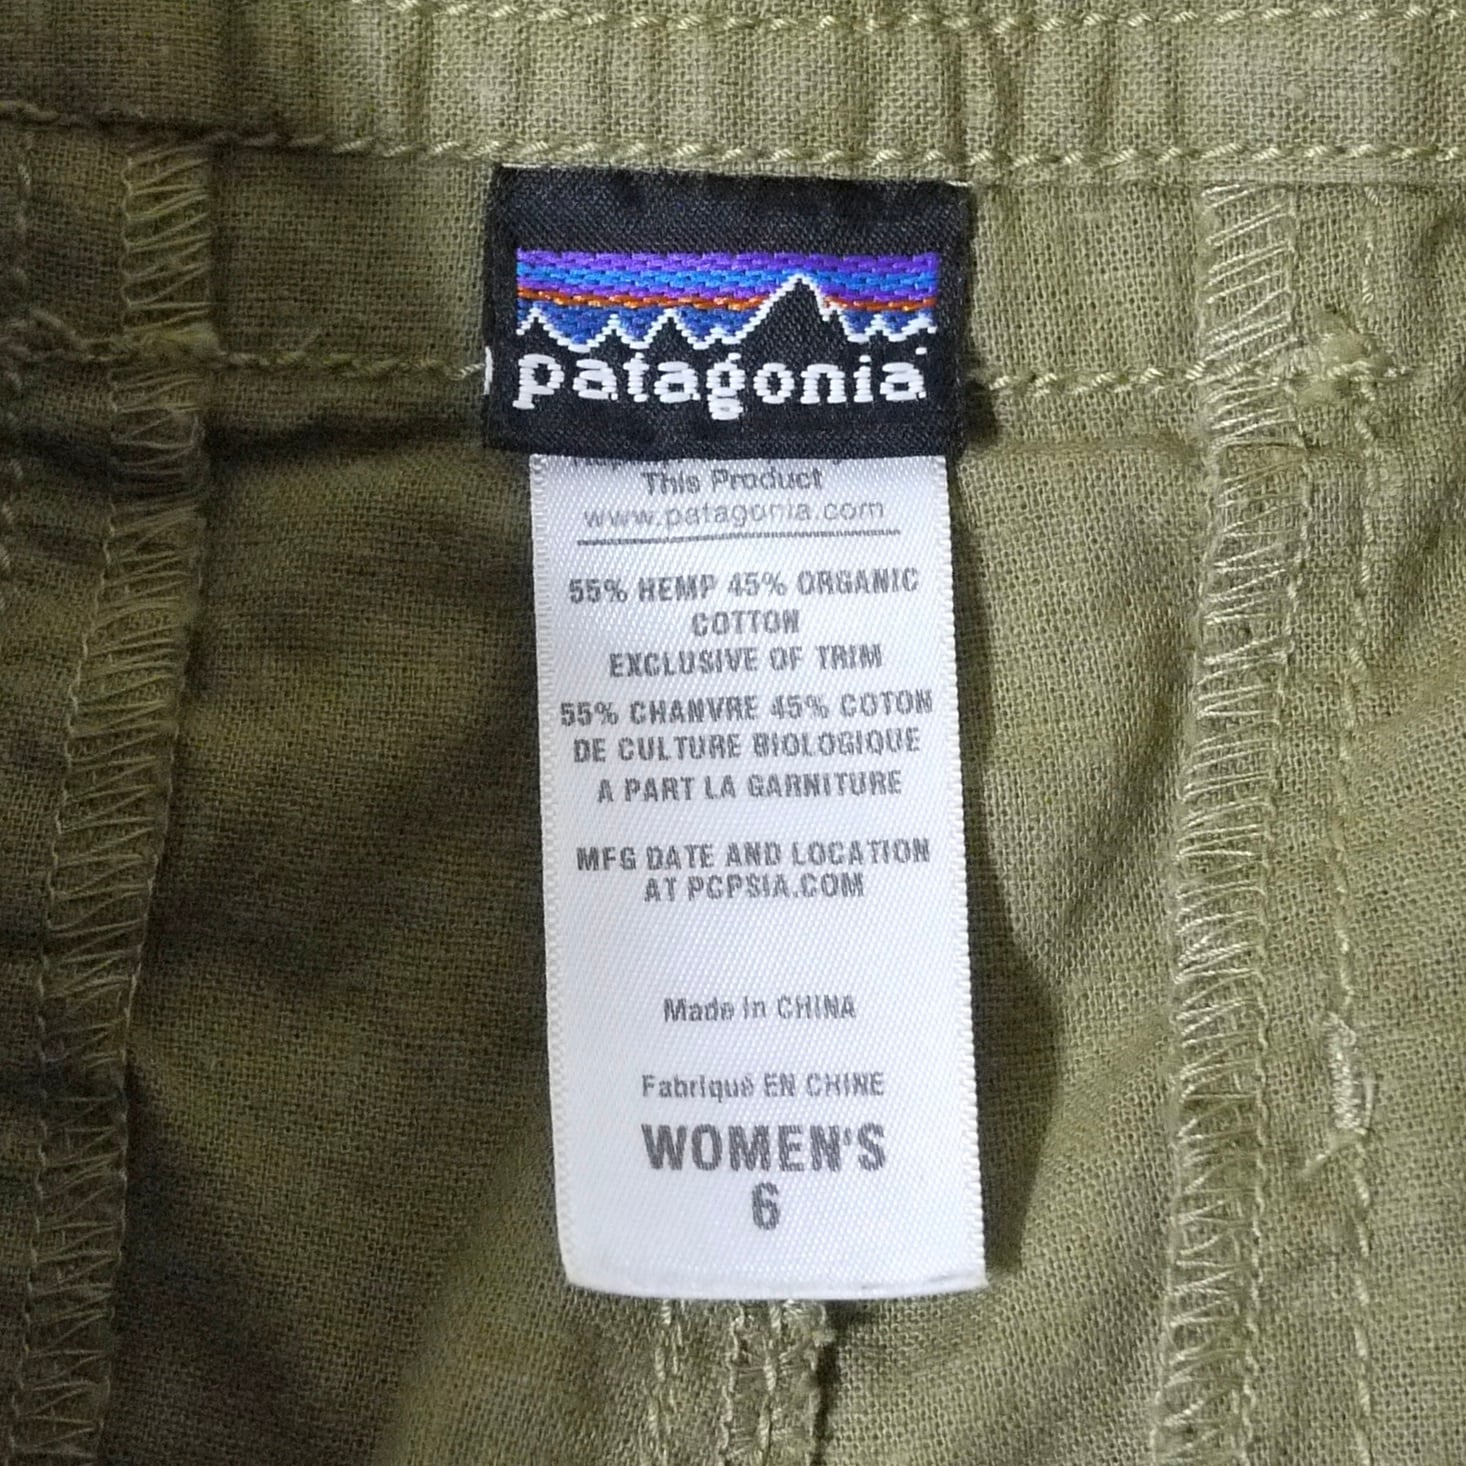 patagonia
This Product
www.patagonia.com
55% HEMP 45% ORGANIC
COTTON
EXCLUSIVE OF TRIM
55% CHANVRE 45% COTON
DE CULTURE BIOLOGIQUE
A PART LA GARNITURE
MFG DATE AND LOCATION
AT PCPSIA.COM
Made in CHINA
Fabriqué EN CHINE
WOMEN'S
6